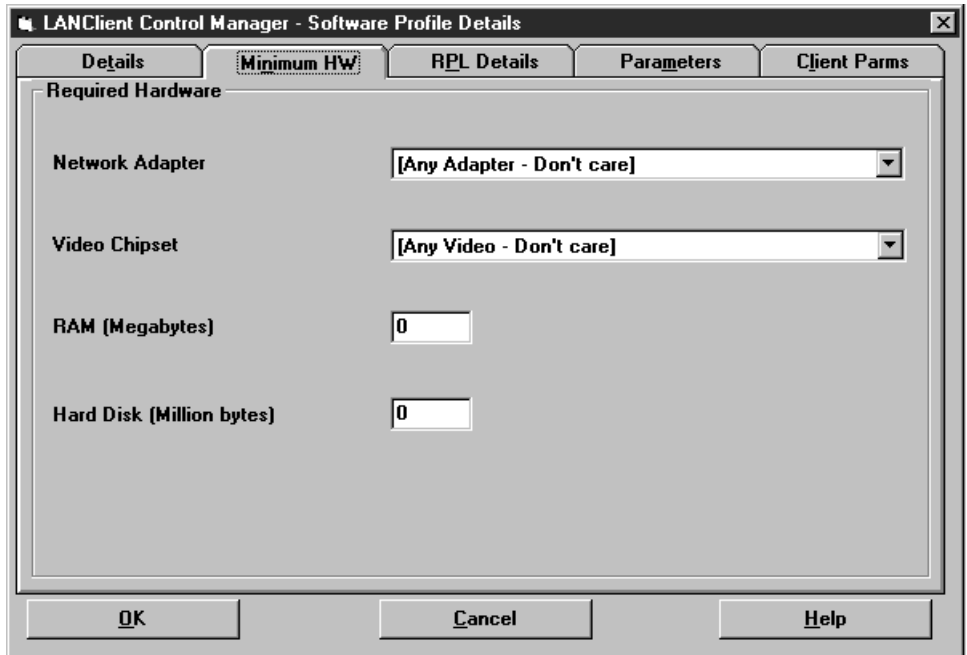 LANClient Control Manager - Software Profile Details
Details Minimum HW RPL Details Parameters Client Parms
Required Hardware
Network Adapter [Any Adapter - Don't care]
Video Chipset [Any Video - Don't care]
RAM (Megabytes) 0
Hard Disk (Million bytes) 0
OK Cancel Help